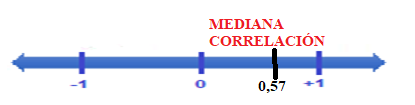 MEDIANA
CORRELACIÓN
-1 0 0,57 +1